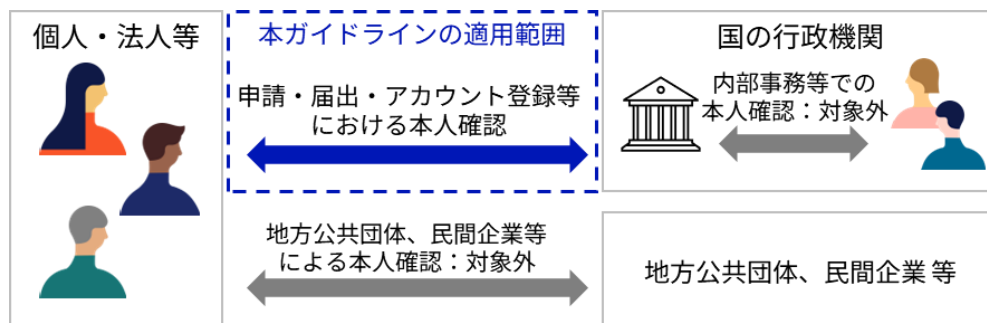 個人・法人等
本ガイドラインの適用範囲
申請・届出・アカウント登録等
における本人確認
国の行政機関
内部事務等での
本人確認：対象外
地方公共団体、民間企業等
による本人確認：対象外
地方公共団体、民間企業 等